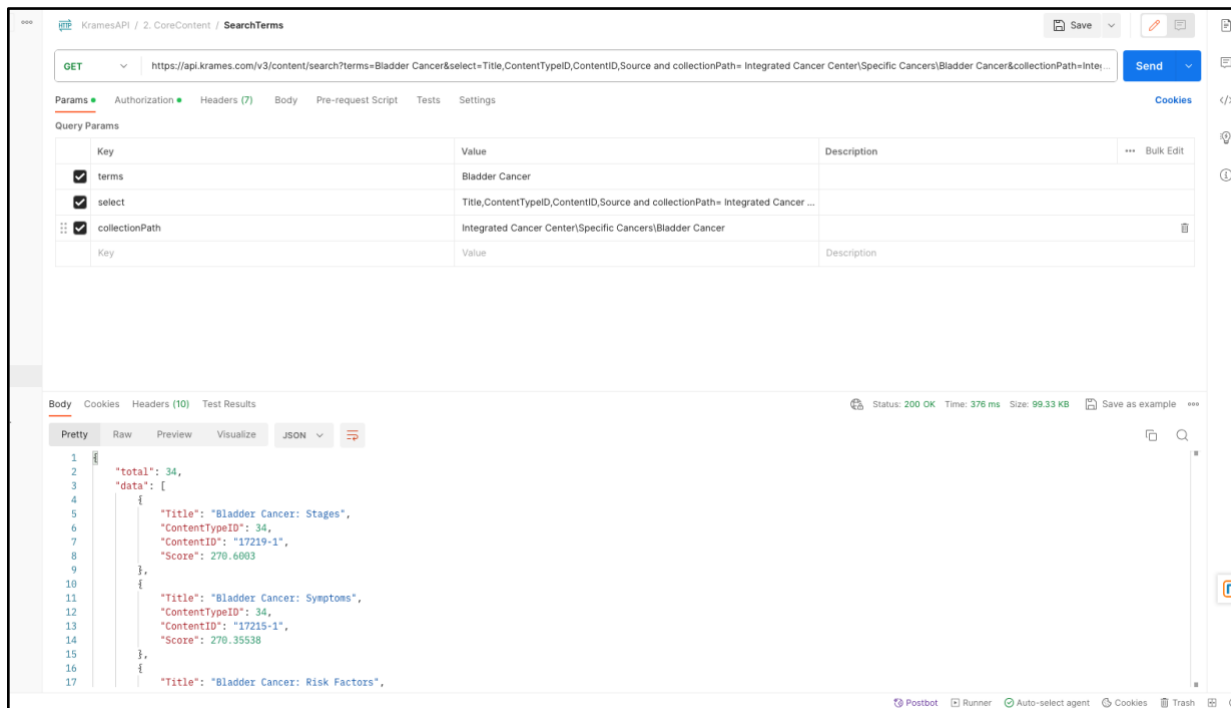 HTTP KramesAPI / 2. CoreContent / SearchTerms
Save
GET https://api.krames.com/v3/content/search?terms=Bladder Cancer&select=Title,ContentTypeID,ContentID,Source and collectionPath= Integrated Cancer Center\Specific Cancers\Bladder Cancer&collectionPath=Inte... Send
Params Authorization Headers (7) Body Pre-request Script Tests Settings Cookies
Query Params
Key Value Description Bulk Edit
terms Bladder Cancer
select Title,ContentTypeID,ContentID,Source and collectionPath= Integrated Cancer ...
collectionPath Integrated Cancer Center\Specific Cancers\Bladder Cancer
Key Value Description
Body Cookies Headers (10) Test Results Status: 200 OK Time: 376 ms Size: 99.33 KB Save as example
Pretty Raw Preview Visualize JSON
1 {
2 "total": 34,
3 "data": [
4 {
5 "Title": "Bladder Cancer: Stages",
6 "ContentTypeID": 34,
7 "ContentID": "17219-1",
8 "Score": 270.6003
9 },
10 {
11 "Title": "Bladder Cancer: Symptoms",
12 "ContentTypeID": 34,
13 "ContentID": "17215-1",
14 "Score": 270.35538
15 },
16 {
17 "Title": "Bladder Cancer: Risk Factors",
Postbot Runner Auto-select agent Cookies Trash